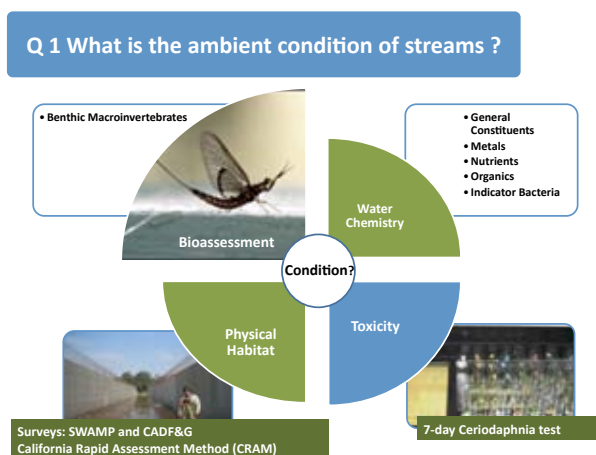 Q 1 What is the ambient condition of streams ?
• Benthic Macroinvertebrates
• General
Constituents
• Metals
• Nutrients
• Organics
• Indicator Bacteria
Bioassessment
Water
Chemistry
Condition?
Physical
Habitat
Toxicity
Surveys: SWAMP and CADF&G
California Rapid Assessment Method (CRAM)
7-day Ceriodaphnia test